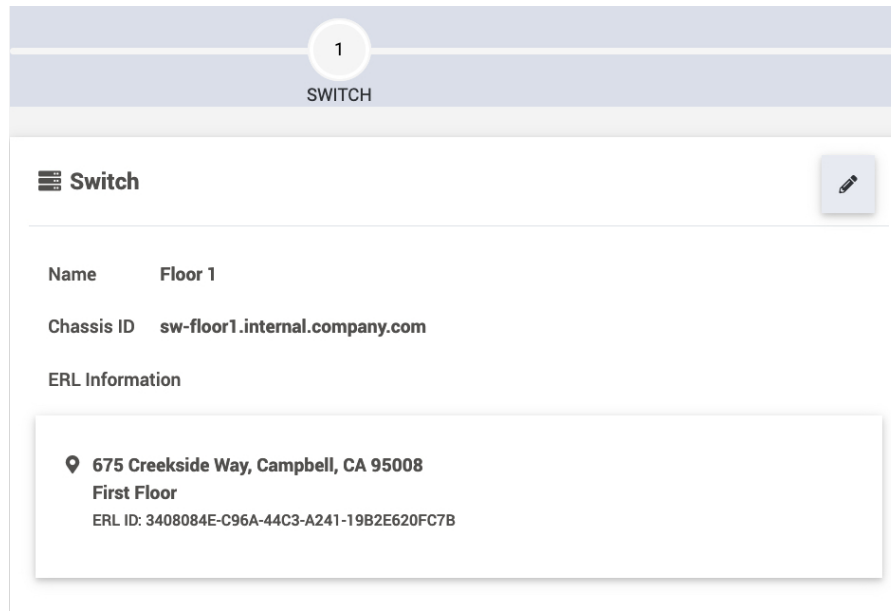 1
SWITCH
Switch
Name Floor 1
Chassis ID sw-floor1.internal.company.com
ERL Information
675 Creekside Way, Campbell, CA 95008
First Floor
ERL ID: 3408084E-C96A-44C3-A241-19B2E620FC7B